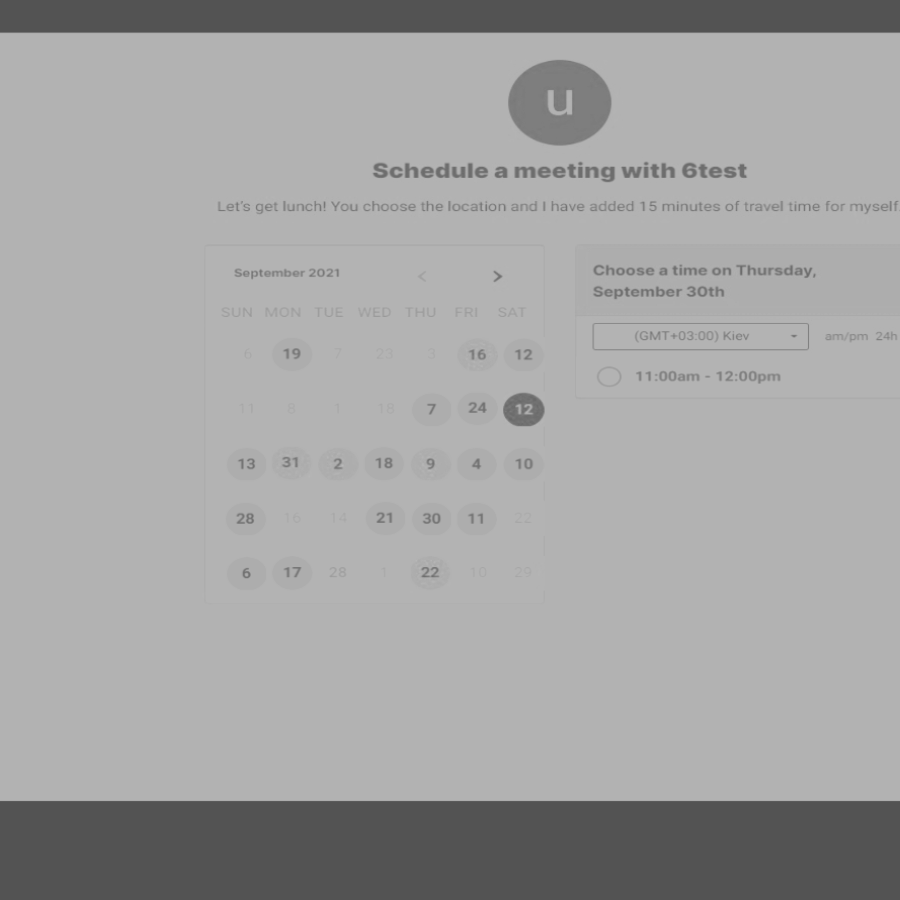 u
Schedule a meeting with 6test
Let's get lunch! You choose the location and I have added 15 minutes of travel time for myself
September 2021 < >
SUN MON TUE WED THU FRI SAT
6 19 7 23 3 16 12
11 8 1 18 7 24 12
13 31 2 18 9 4 10
28 16 14 21 30 11 22
6 17 28 1 22 10 29
Choose a time on Thursday,
September 30th
(GMT+03:00) Kiev am/pm 24h
11:00am - 12:00pm